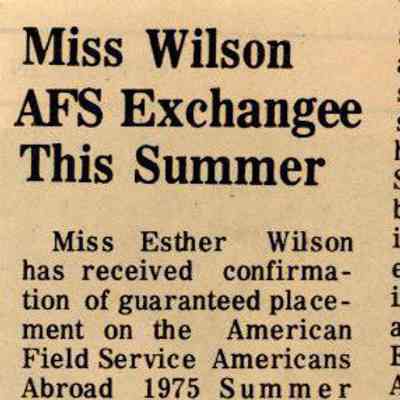 Miss Wilson
AFS Exchangee
This Summer
Miss Esther Wilson
has received confirma-
tion of guaranteed place-
ment on the American
Field Service Americans
Abroad 1975 Summer